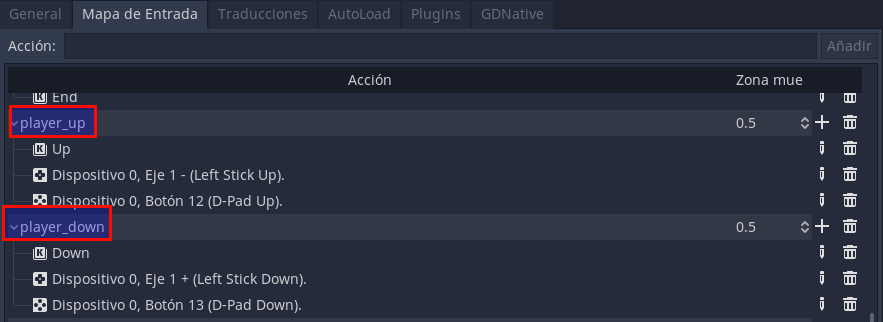 General Mapa de Entrada Traducciones AutoLoad Plugins GDNative
Acción: Añadir
Acción Zona mue
End
player_up 0.5
Up
Dispositivo 0, Eje 1 - (Left Stick Up).
Dispositivo 0, Botón 12 (D-Pad Up).
player_down 0.5
Down
Dispositivo 0, Eje 1 + (Left Stick Down).
Dispositivo 0, Botón 13 (D-Pad Down).